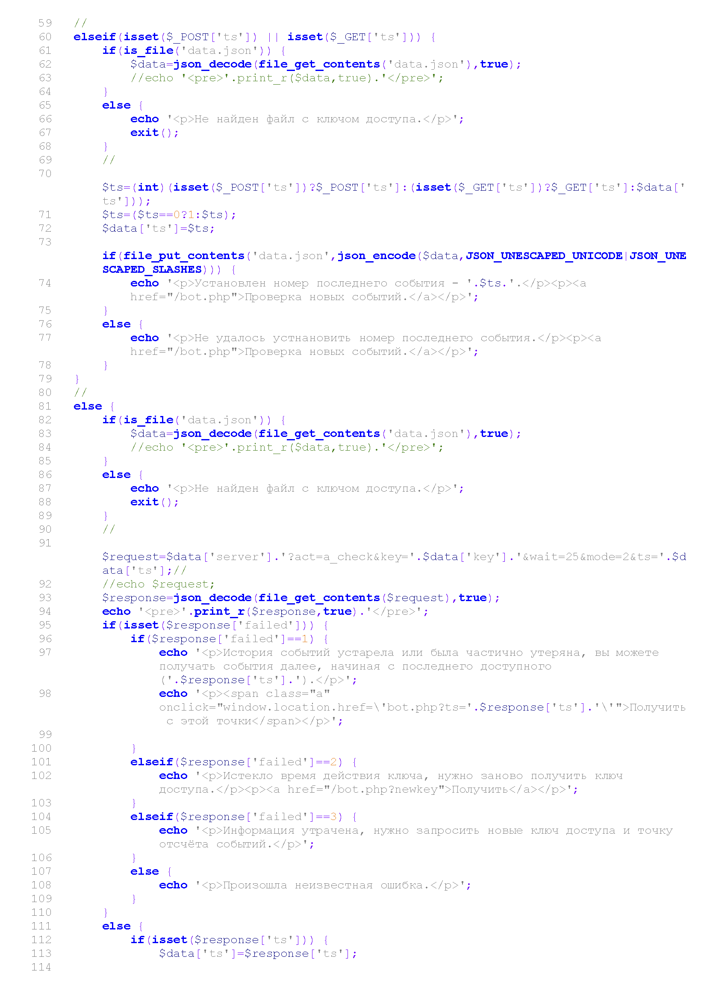 59 //
60 elseif(isset($_POST['ts']) || isset($_GET['ts'])) {
61 if(is_file('data.json')) {
62 $data=json_decode(file_get_contents('data.json'),true);
63 //echo '<pre>'.print_r($data,true).'</pre>';
64 }
65 else {
66 echo '<p>Не найден файл с ключом доступа.</p>';
67 exit();
68 }
69 //
70
$ts=(int)(isset($_POST['ts'])?$_POST['ts']:(isset($_GET['ts'])?$_GET['ts']:$data['
ts']));
71 $ts=($ts==0?1:$ts);
72 $data['ts']=$ts;
73
if(file_put_contents('data.json',json_encode($data,JSON_UNESCAPED_UNICODE|JSON_UNE
SCAPED_SLASHES))) {
74 echo '<p>Установлен номер последнего события - '.$ts.'.</p><p><a
href="/bot.php">Проверка новых событий.</a></p>';
75 }
76 else {
77 echo '<p>Не удалось устнановить номер последнего события.</p><p><a
href="/bot.php">Проверка новых событий.</a></p>';
78 }
79 }
80 //
81 else {
82 if(is_file('data.json')) {
83 $data=json_decode(file_get_contents('data.json'),true);
84 //echo '<pre>'.print_r($data,true).'</pre>';
85 }
86 else {
87 echo '<p>Не найден файл с ключом доступа.</p>';
88 exit();
89 }
90 //
91
$request=$data['server'].'?act=a_check&key='.$data['key'].'&wait=25&mode=2&ts='.$d
ata['ts'];//
92 //echo $request;
93 $response=json_decode(file_get_contents($request),true);
94 echo '<pre>'.print_r($response,true).'</pre>';
95 if(isset($response['failed'])) {
96 if($response['failed']==1) {
97 echo '<p>История событий устарела или была частично утеряна, вы можете
получать события далее, начиная с последнего доступного
('.$response['ts'].').</p>';
98 echo '<p><span class="a"
onclick="window.location.href=\'bot.php?ts='.$response['ts'].'\'">Получить
с этой точки</span></p>';
99
100 }
101 elseif($response['failed']==2) {
102 echo '<p>Истекло время действия ключа, нужно заново получить ключ
доступа.</p><p><a href="/bot.php?newkey">Получить</a></p>';
103 }
104 elseif($response['failed']==3) {
105 echo '<p>Информация утрачена, нужно запросить новые ключ доступа и точку
отсчёта событий.</p>';
106 }
107 else {
108 echo '<p>Произошла неизвестная ошибка.</p>';
109 }
110 }
111 else {
112 if(isset($response['ts'])) {
113 $data['ts']=$response['ts'];
114